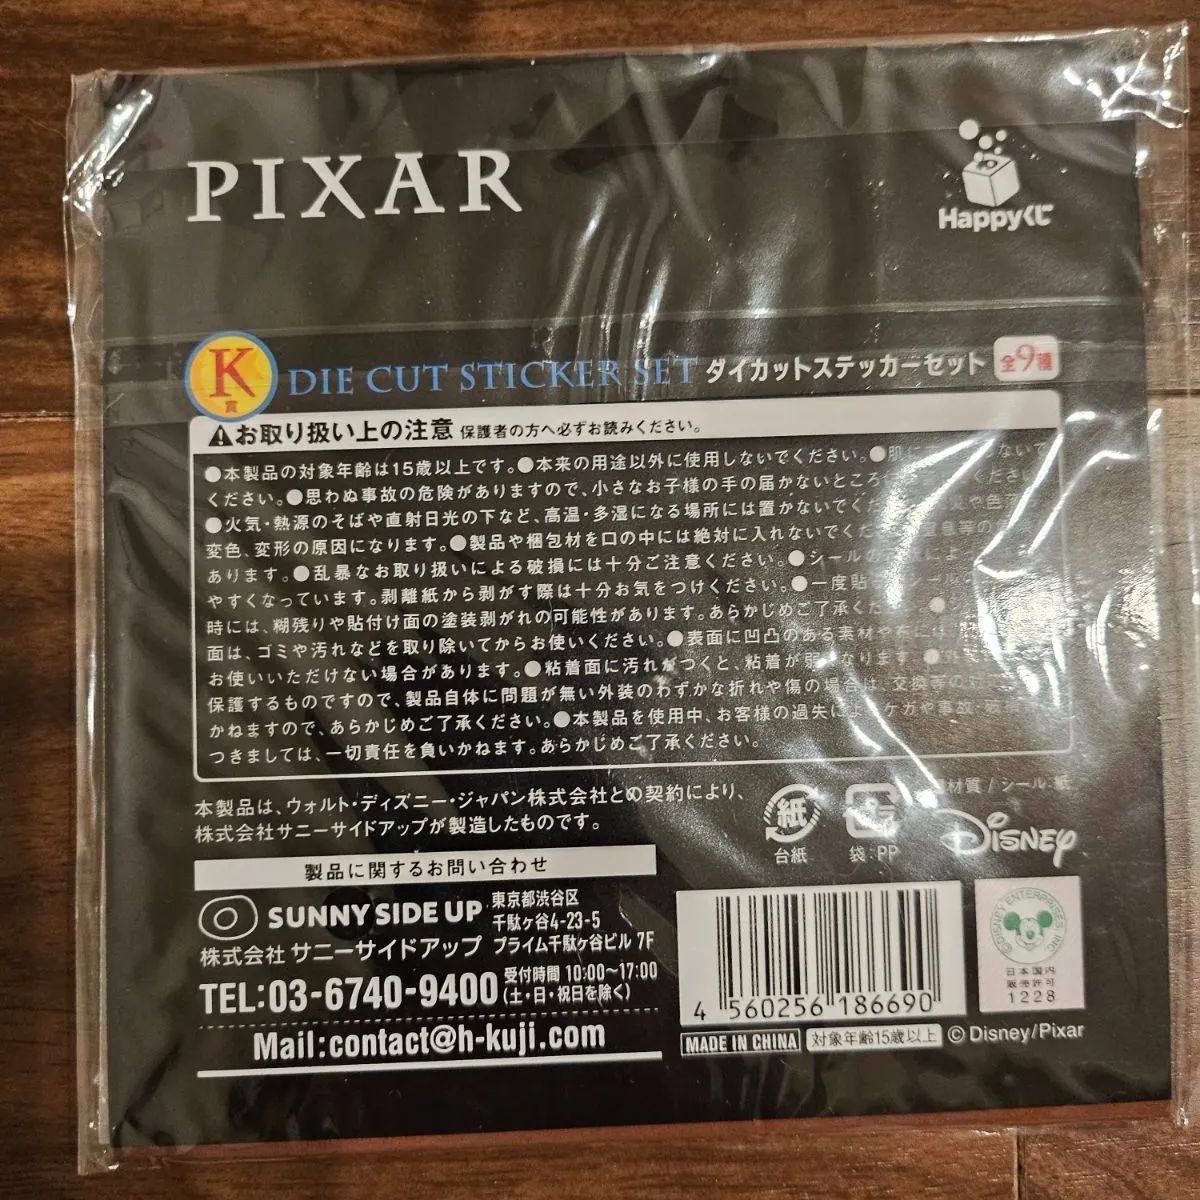 PIXAR
Happyくじ
K賞 DIE CUT STICKER SET ダイカットステッカーセット 全9種
⚠お取り扱い上の注意 保護者の方へ必ずお読みください。
●本製品の対象年齢は15歳以上です。●本来の用途以外に使用しないでください。●肌に
ください。●思わぬ事故の危険がありますので、小さなお子様の手の届かないところ
●火気・熱源のそばや直射日光の下など、高温・多湿になる場所には置かないでくだ
変色、変形の原因になります。●製品や梱包材を口の中には絶対に入れないでくだ
あります。●乱暴なお取り扱いによる破損には十分ご注意ください。●シールの
やすくなっています。剥離紙から剥がす際は十分お気をつけください。●一度貼
時には、糊残りや貼付け面の塗装剥がれの可能性があります。あらかじめご了承くだ
面は、ゴミや汚れなどを取り除いてからお使いください。●表面に凹凸のある素材や
お使いいただけない場合があります。●粘着面に汚れがつくと、粘着が弱くなります。
保護するものですので、製品自体に問題が無い外装のわずかな折れや傷の場合は、交換等の対
かねますので、あらかじめご了承ください。●本製品を使用中、お客様の過失によるケガや事故、
つきましては、一切責任を負いかねます。あらかじめご了承ください。
本製品は、ウォルト・ディズニー・ジャパン株式会社との契約により、
株式会社サニーサイドアップが製造したものです。
紙 台紙
プラ 袋:PP
材質 / シール:紙
Disney
製品に関するお問い合わせ
SUNNY SIDE UP
株式会社 サニーサイドアップ
東京都渋谷区
千駄ヶ谷4-23-5
プライム千駄ヶ谷ビル 7F
TEL:03-6740-9400
受付時間 10:00〜17:00
(土・日・祝日を除く)
Mail:contact@h-kuji.com
4 560256 186690
©DISNEY ENTERPRISES, INC.
日本国内
販売許可
1228
MADE IN CHINA
対象年齢15歳以上
©Disney/Pixar